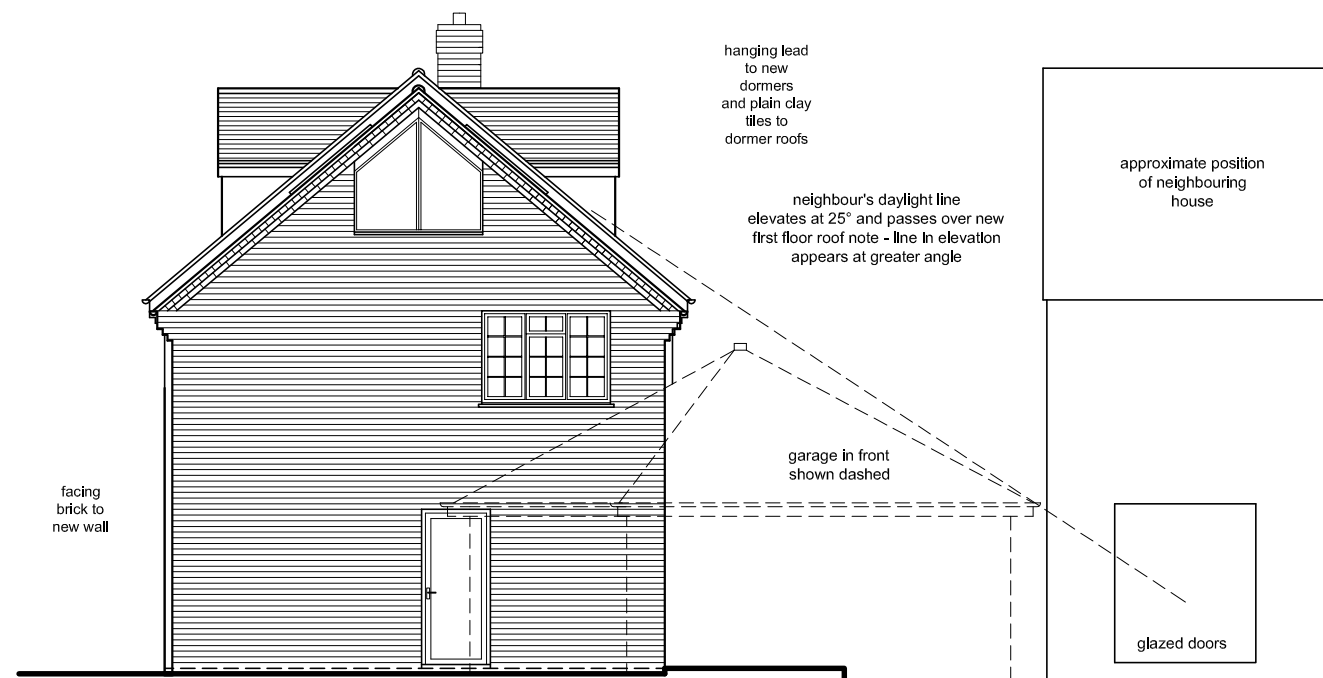 hanging lead
to new
dormers
and plain clay
tiles to
dormer roofs
approximate position
of neighbouring
house
neighbour's daylight line
elevates at 25° and passes over new
first floor roof note - line in elevation
appears at greater angle
garage in front
shown dashed
facing
brick to
new wall
glazed doors